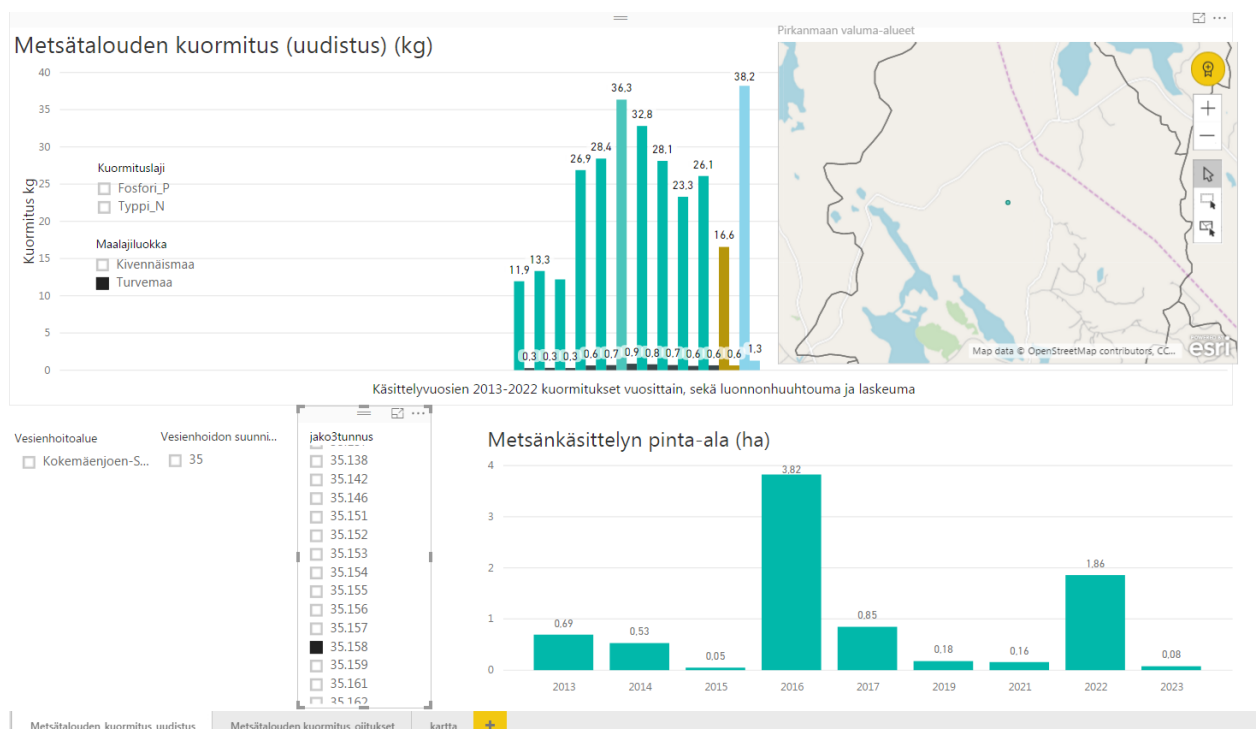 Metsätalouden kuormitus (uudistus) (kg)
Pirkanmaan valuma-alueet
40
35
30
25
20
15
10
5
0
Kuormitus kg
Kuormituslaji
Fosfori_P
Typpi_N
Maalajiluokka
Kivennäismaa
Turvemaa
11,9
13,3
26,9
28,4
36,3
32,8
28,1
23,3
26,1
16,6
38,2
0,3 0,3 0,3 0,6 0,7 0,9 0,8 0,7 0,6 0,6 0,6 1,3
Käsittelyvuosien 2013-2022 kuormitukset vuosittain, sekä luonnonhuuhtouma ja laskeuma
Map data © OpenStreetMap contributors, CC...
esri
Vesienhoitoalue
Kokemäenjoen-S...
Vesienhoidon suunni...
35
jako3tunnus
35.138
35.142
35.146
35.151
35.152
35.153
35.154
35.155
35.156
35.157
35.158
35.159
35.161
35.162
Metsänkäsittelyn pinta-ala (ha)
4
3
2
1
0
0,69
0,53
0,05
3,82
0,85
0,18
0,16
1,86
0,08
2013 2014 2015 2016 2017 2019 2021 2022 2023
Metsätalouden kuormitus uudistus
Metsätalouden kuormitus ojitukset
kartta
+